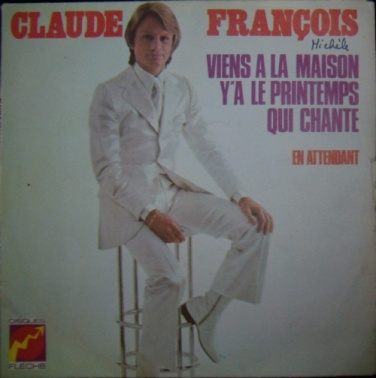 CLAUDE FRANÇOIS
Michèle
VIENS A LA MAISON
Y'A LE PRINTEMPS
QUI CHANTE
EN ATTENDANT
DISQUES
FLECHE